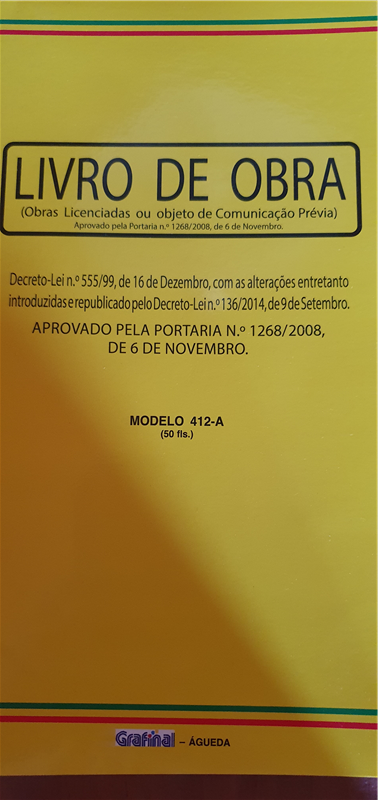 LIVRO DE OBRA
(Obras Licenciadas ou objeto de Comunicação Prévia)
Aprovado pela Portaria n.º 1268/2008, de 6 de Novembro.
Decreto-Lei n.º 555/99, de 16 de Dezembro, com as alterações entretanto
introduzidas e republicado pelo Decreto-Lei n.º 136/2014, de 9 de Setembro.
APROVADO PELA PORTARIA N.º 1268/2008,
DE 6 DE NOVEMBRO.
MODELO 412-A
(50 fls.)
Grafinal – ÁGUEDA